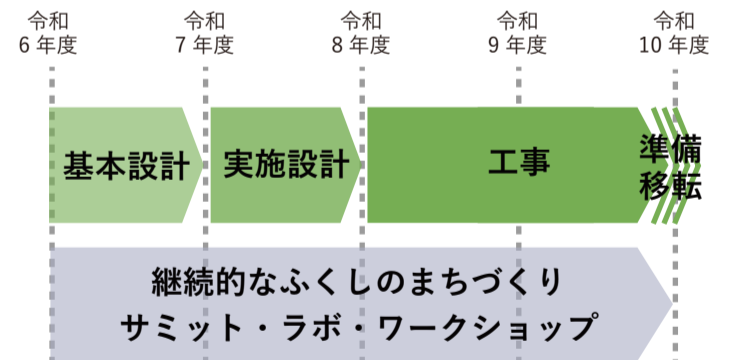 令和
6 年度
令和
7 年度
令和
8 年度
令和
9 年度
令和
10 年度
基本設計
実施設計
工事
準備
移転
継続的なふくしのまちづくり
サミット・ラボ・ワークショップ